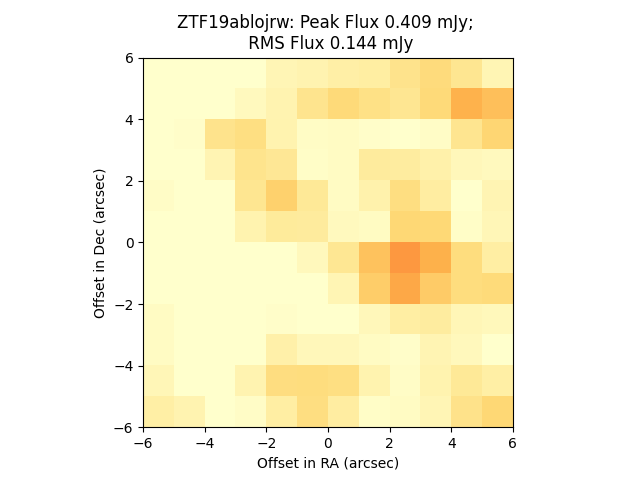 ZTF19ablojrw: Peak Flux 0.409 mJy;
RMS Flux 0.144 mJy
6
4
2
0
−2
−4
−6
Offset in Dec (arcsec)
−6 −4 −2 0 2 4 6
Offset in RA (arcsec)